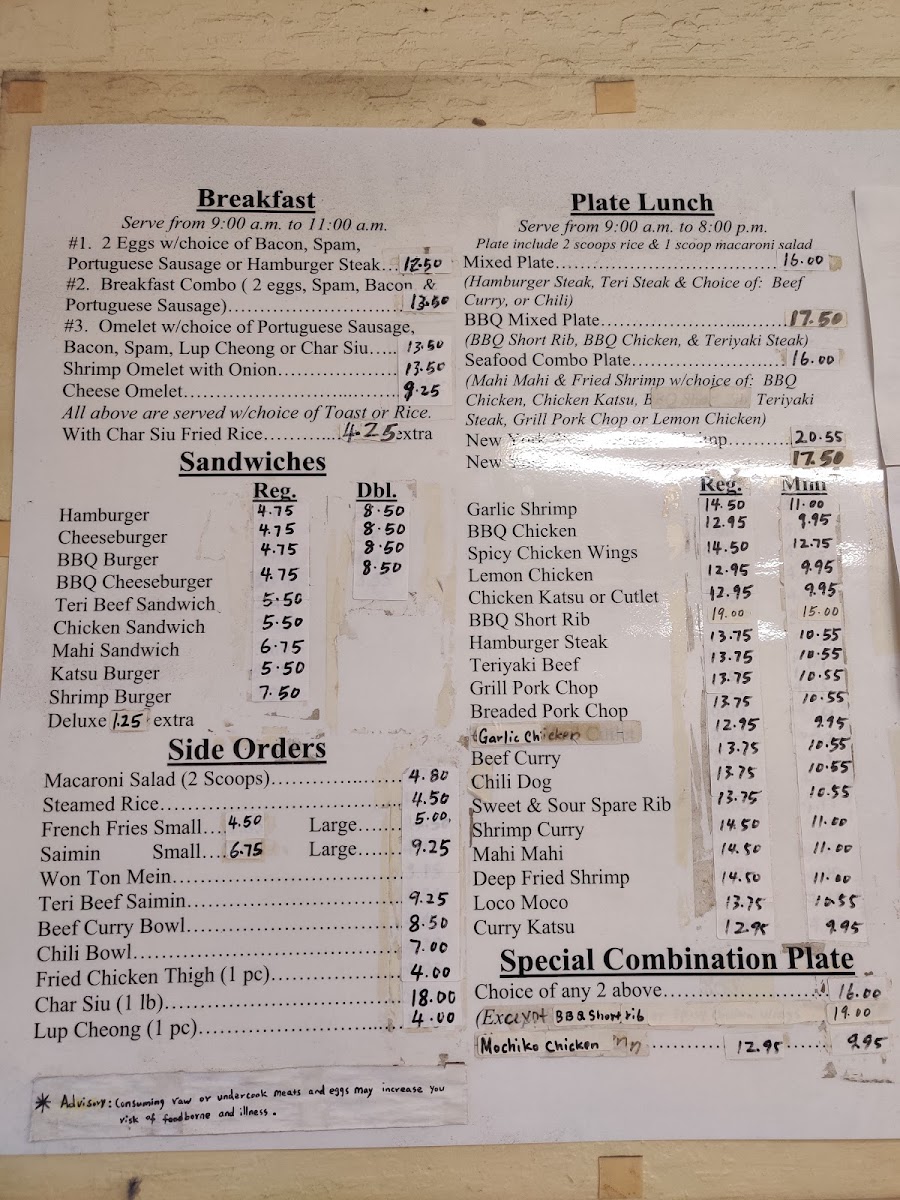 Breakfast
Serve from 9:00 a.m. to 11:00 a.m.
#1. 2 Eggs w/choice of Bacon, Spam,
Portuguese Sausage or Hamburger Steak...12.50
#2. Breakfast Combo ( 2 eggs, Spam, Bacon &
Portuguese Sausage)........................13.50
#3. Omelet w/choice of Portuguese Sausage,
Bacon, Spam, Lup Cheong or Char Siu..... 13.50
Shrimp Omelet with Onion..................... 13.50
Cheese Omelet..................................... 9.25
All above are served w/choice of Toast or Rice.
With Char Siu Fried Rice............4.25 extra
Sandwiches
Reg. Dbl.
Hamburger 4.75 8.50
Cheeseburger 4.75 8.50
BBQ Burger 4.75 8.50
BBQ Cheeseburger 4.75 8.50
Teri Beef Sandwich 5.50
Chicken Sandwich 5.50
Mahi Sandwich 6.75
Katsu Burger 5.50
Shrimp Burger 7.50
Deluxe 1.25 extra
Side Orders
Macaroni Salad (2 Scoops)................... 4.80
Steamed Rice........................................ 4.50
French Fries Small.... 4.50 Large....... 5.00
Saimin Small.... 6.75 Large....... 9.25
Won Ton Mein.....................................
Teri Beef Saimin.................................. 9.25
Beef Curry Bowl.................................. 8.50
Chili Bowl........................................... 7.00
Fried Chicken Thigh (1 pc)................... 4.00
Char Siu (1 lb)..................................... 18.00
Lup Cheong (1 pc)............................... 4.00
* Advisory: Consuming raw or undercook meats and eggs may increase you
risk of foodborne and illness.
Plate Lunch
Serve from 9:00 a.m. to 8:00 p.m.
Plate include 2 scoops rice & 1 scoop macaroni salad
Mixed Plate....................................... 16.00
(Hamburger Steak, Teri Steak & Choice of: Beef
Curry, or Chili)
BBQ Mixed Plate................................ 17.50
(BBQ Short Rib, BBQ Chicken, & Teriyaki Steak)
Seafood Combo Plate.......................... 16.00
(Mahi Mahi & Fried Shrimp w/choice of: BBQ
Chicken, Chicken Katsu, Teriyaki
Steak, Grill Pork Chop or Lemon Chicken)
New York .......... 20.55
New 17.50
Reg. Mini
Garlic Shrimp 14.50 11.00
BBQ Chicken 12.95 9.95
Spicy Chicken Wings 14.50 12.75
Lemon Chicken 12.95 9.95
Chicken Katsu or Cutlet 12.95 9.95
BBQ Short Rib 19.00 15.00
Hamburger Steak 13.75 10.55
Teriyaki Beef 13.75 10.55
Grill Pork Chop 13.75 10.55
Breaded Pork Chop 13.75 10.55
Garlic Chicken 12.95 9.95
Beef Curry 13.75 10.55
Chili Dog 13.75 10.55
Sweet & Sour Spare Rib 13.75 10.55
Shrimp Curry 14.50 11.00
Mahi Mahi 14.50 11.00
Deep Fried Shrimp 14.50 11.00
Loco Moco 13.75 10.55
Curry Katsu 12.95 9.95
Special Combination Plate
Choice of any 2 above........................ 16.00
(Except BBQ Short rib 19.00
Mochiko Chicken ............ 12.95 ...... 9.95